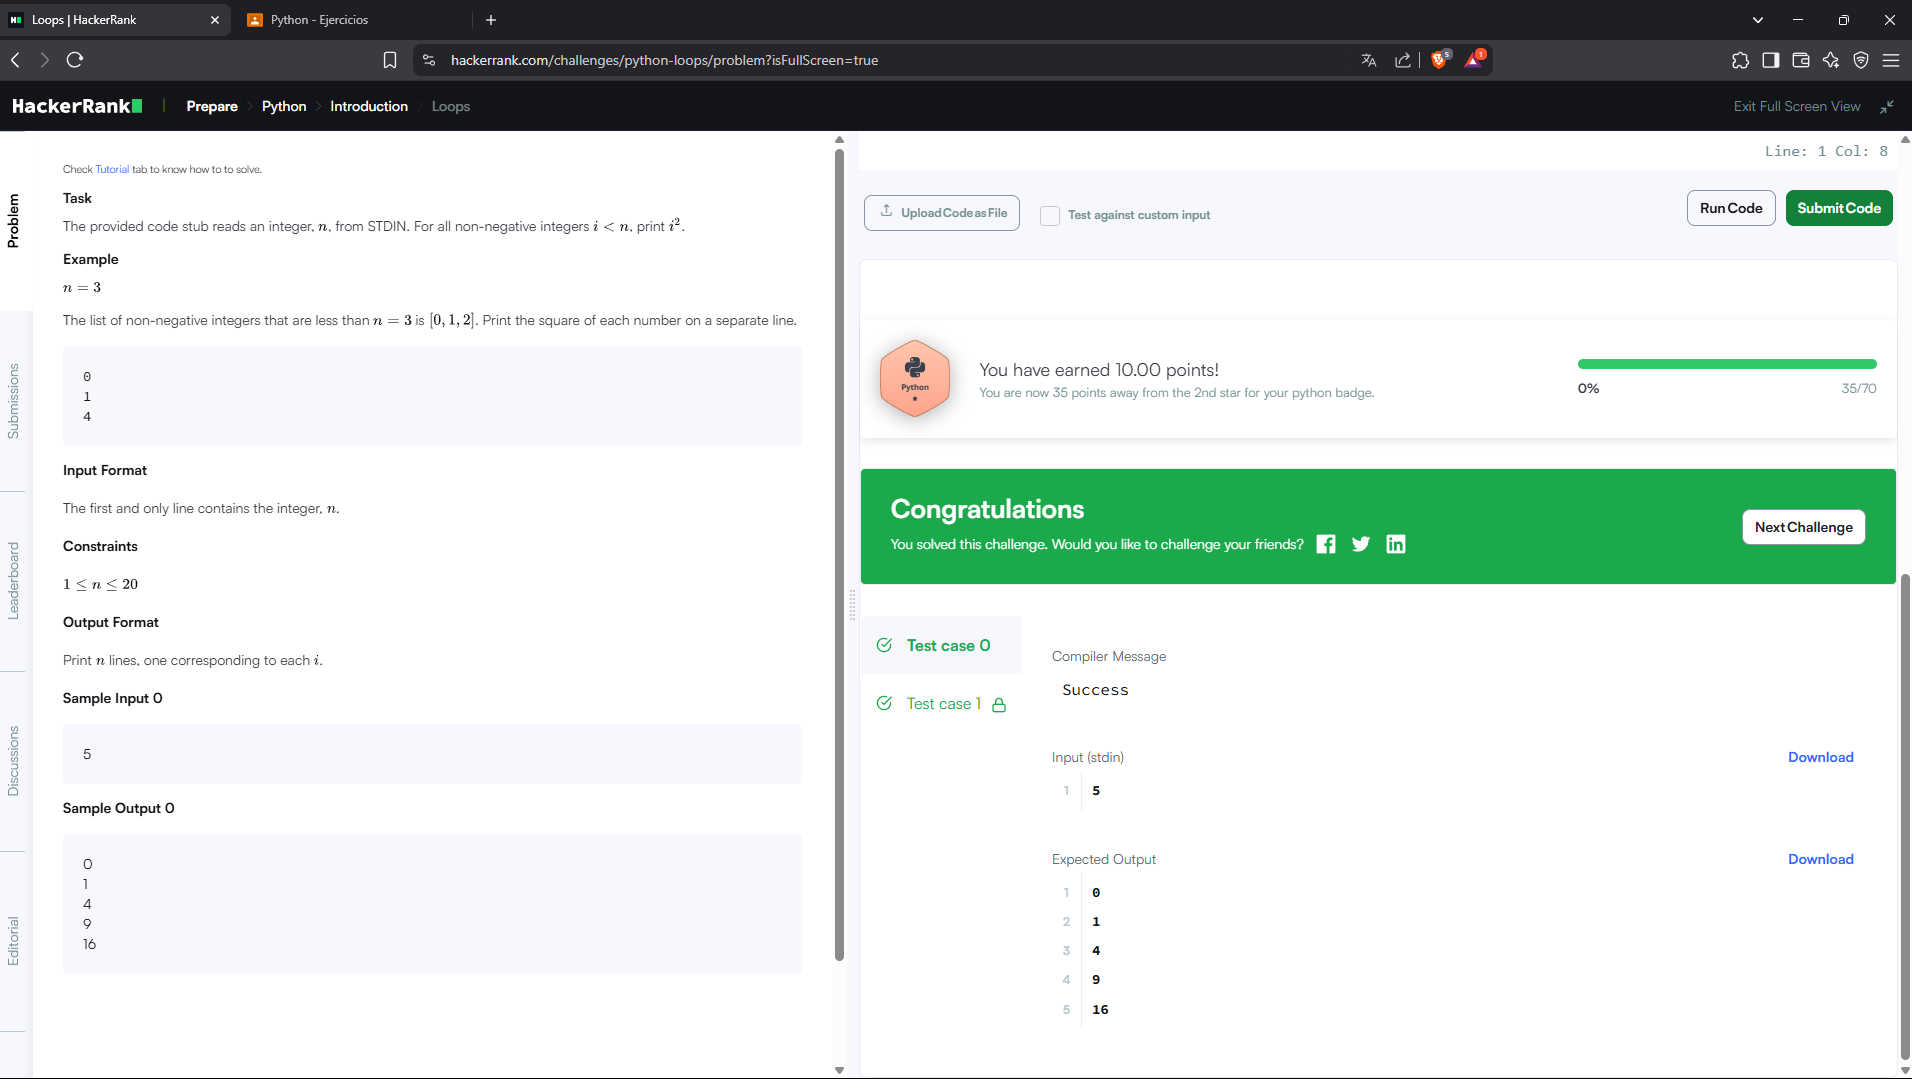 Loops | HackerRank
Python - Ejercicios
hackerrank.com/challenges/python-loops/problem?isFullScreen=true
5
1
HackerRank
Prepare
Python
Introduction
Loops
Exit Full Screen View
Problem
Submissions
Leaderboard
Discussions
Editorial
Check Tutorial tab to know how to to solve.
Task
The provided code stub reads an integer, n, from STDIN. For all non-negative integers i < n, print i².
Example
n = 3
The list of non-negative integers that are less than n = 3 is [0, 1, 2]. Print the square of each number on a separate line.
0
1
4
Input Format
The first and only line contains the integer, n.
Constraints
1 ≤ n ≤ 20
Output Format
Print n lines, one corresponding to each i.
Sample Input 0
5
Sample Output 0
0
1
4
9
16
Line: 1 Col: 8
Upload Code as File
Test against custom input
Run Code
Submit Code
Python
You have earned 10.00 points!
You are now 35 points away from the 2nd star for your python badge.
0%
35/70
Congratulations
You solved this challenge. Would you like to challenge your friends?
Next Challenge
Test case 0
Test case 1
Compiler Message
Success
Input (stdin)
Download
1 5
Expected Output
Download
1 0
2 1
3 4
4 9
5 16